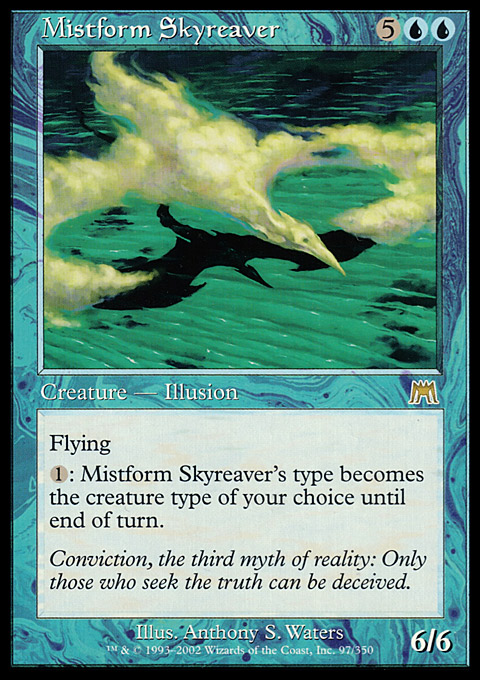 Mistform Skyreaver 5
Creature — Illusion
Flying
1: Mistform Skyreaver's type becomes
the creature type of your choice until
end of turn.
Conviction, the third myth of reality: Only
those who seek the truth can be deceived.
Illus. Anthony S. Waters
™ & © 1993-2002 Wizards of the Coast, Inc. 97/350
6/6